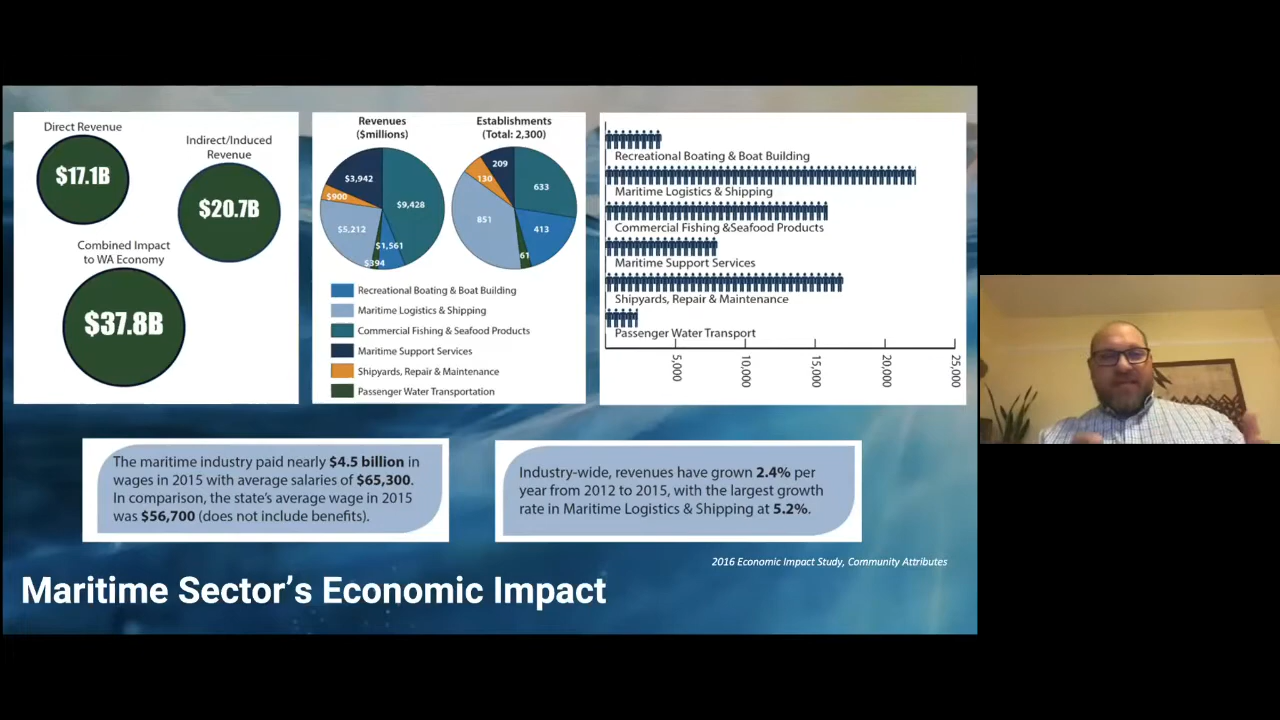 Direct Revenue
$17.1B
Indirect/Induced
Revenue
$20.7B
Combined Impact
to WA Economy
$37.8B
Revenues
($millions)
$3,942
$900
$9,428
$5,212
$1,561
$394
Establishments
(Total: 2,300)
209
130
633
851
413
61
Recreational Boating & Boat Building
Maritime Logistics & Shipping
Commercial Fishing & Seafood Products
Maritime Support Services
Shipyards, Repair & Maintenance
Passenger Water Transportation
Recreational Boating & Boat Building
Maritime Logistics & Shipping
Commercial Fishing &Seafood Products
Maritime Support Services
Shipyards, Repair & Maintenance
Passenger Water Transport
5,000
10,000
15,000
20,000
25,000
The maritime industry paid nearly $4.5 billion in
wages in 2015 with average salaries of $65,300.
In comparison, the state's average wage in 2015
was $56,700 (does not include benefits).
Industry-wide, revenues have grown 2.4% per
year from 2012 to 2015, with the largest growth
rate in Maritime Logistics & Shipping at 5.2%.
2016 Economic Impact Study, Community Attributes
Maritime Sector's Economic Impact